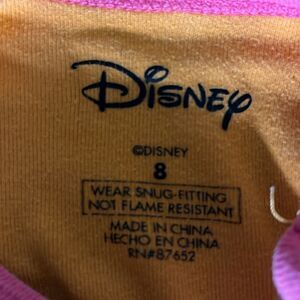 Disney
©DISNEY
8
WEAR SNUG-FITTING
NOT FLAME RESISTANT
MADE IN CHINA
HECHO EN CHINA
RN#87652